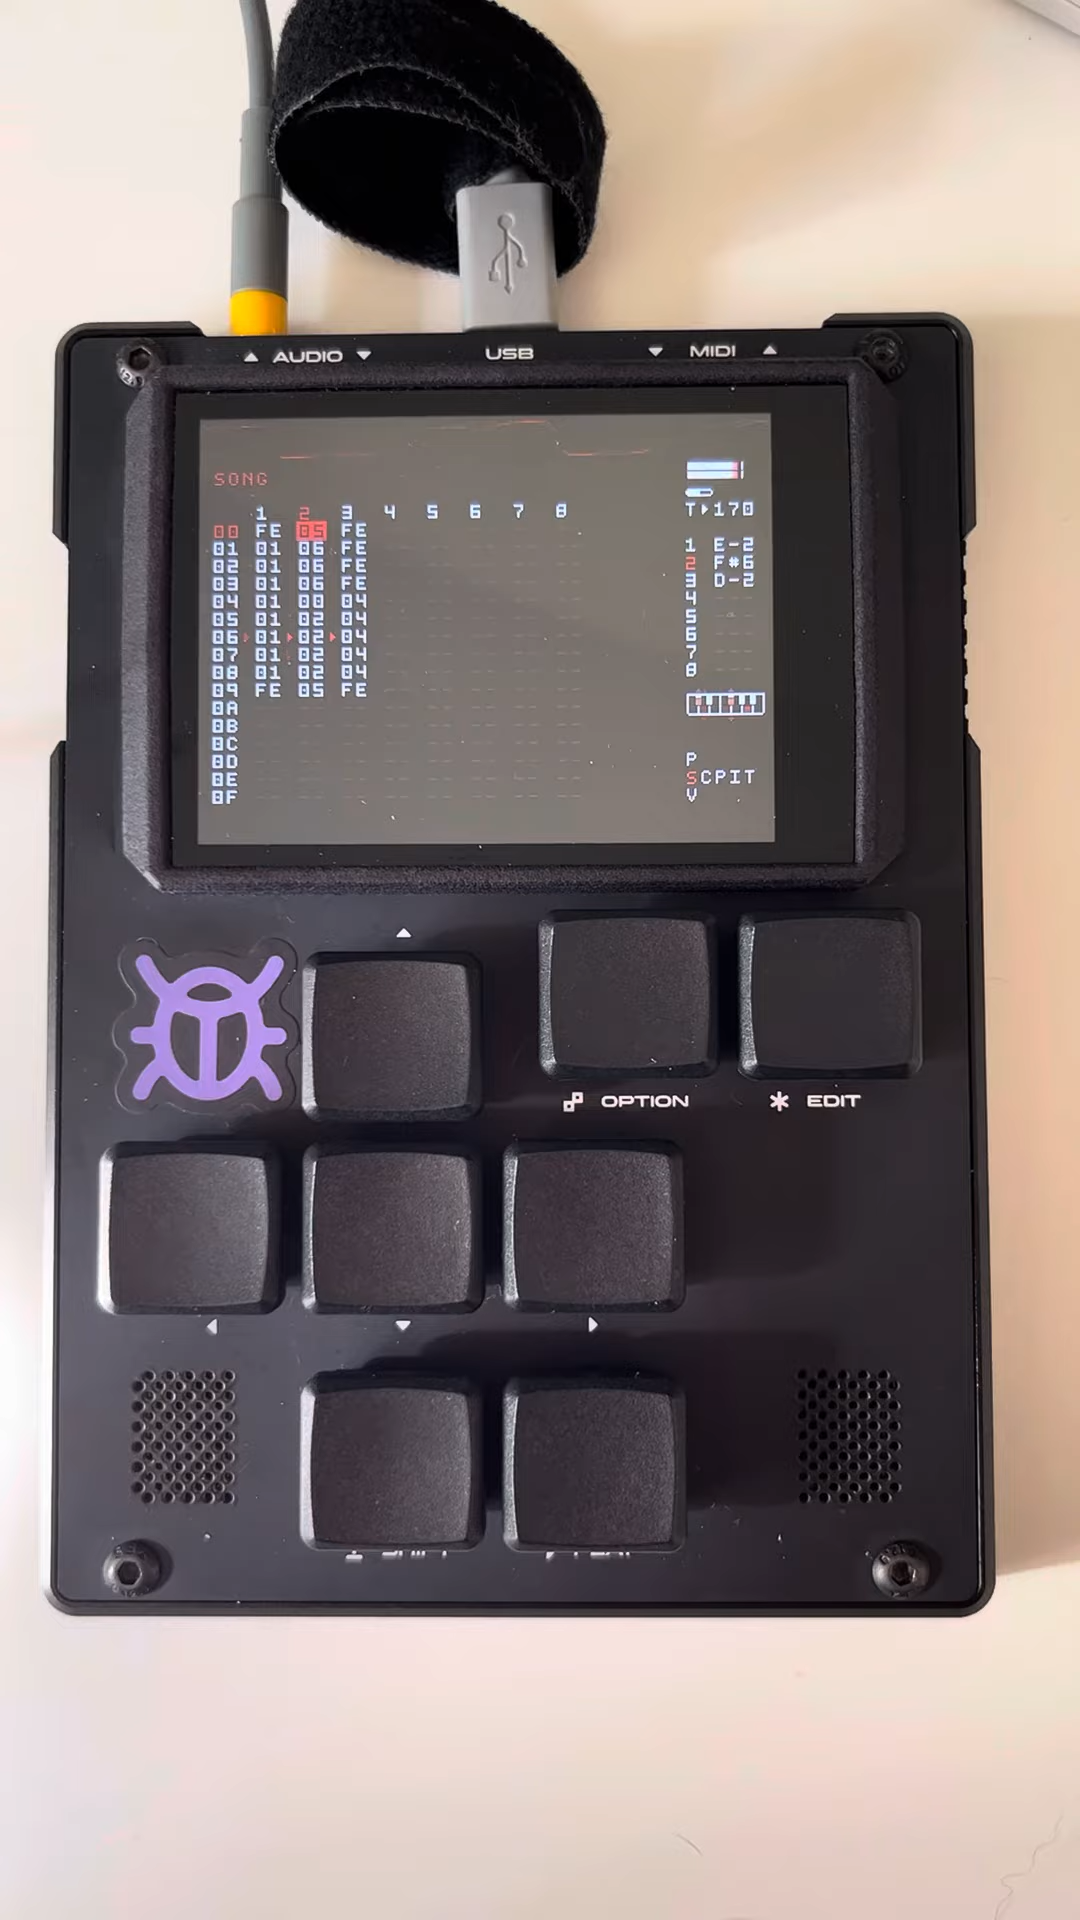 ▲ AUDIO ▼ USB ▼ MIDI ▲
SONG
T▸170
1 2 3 4 5 6 7 8
00 FE 05 FE
01 01 06 FE
02 01 06 FE
03 01 06 FE
04 01 00 04
05 01 02 04
06 01 02 04
07 01 02 04
08 01 02 04
09 FE 05 FE
0A
0B
0C
0D
0E
0F
1 E-2
2 F#6
3 D-2
4
5
6
7
8
P
SCPIT
V
OPTION
* EDIT